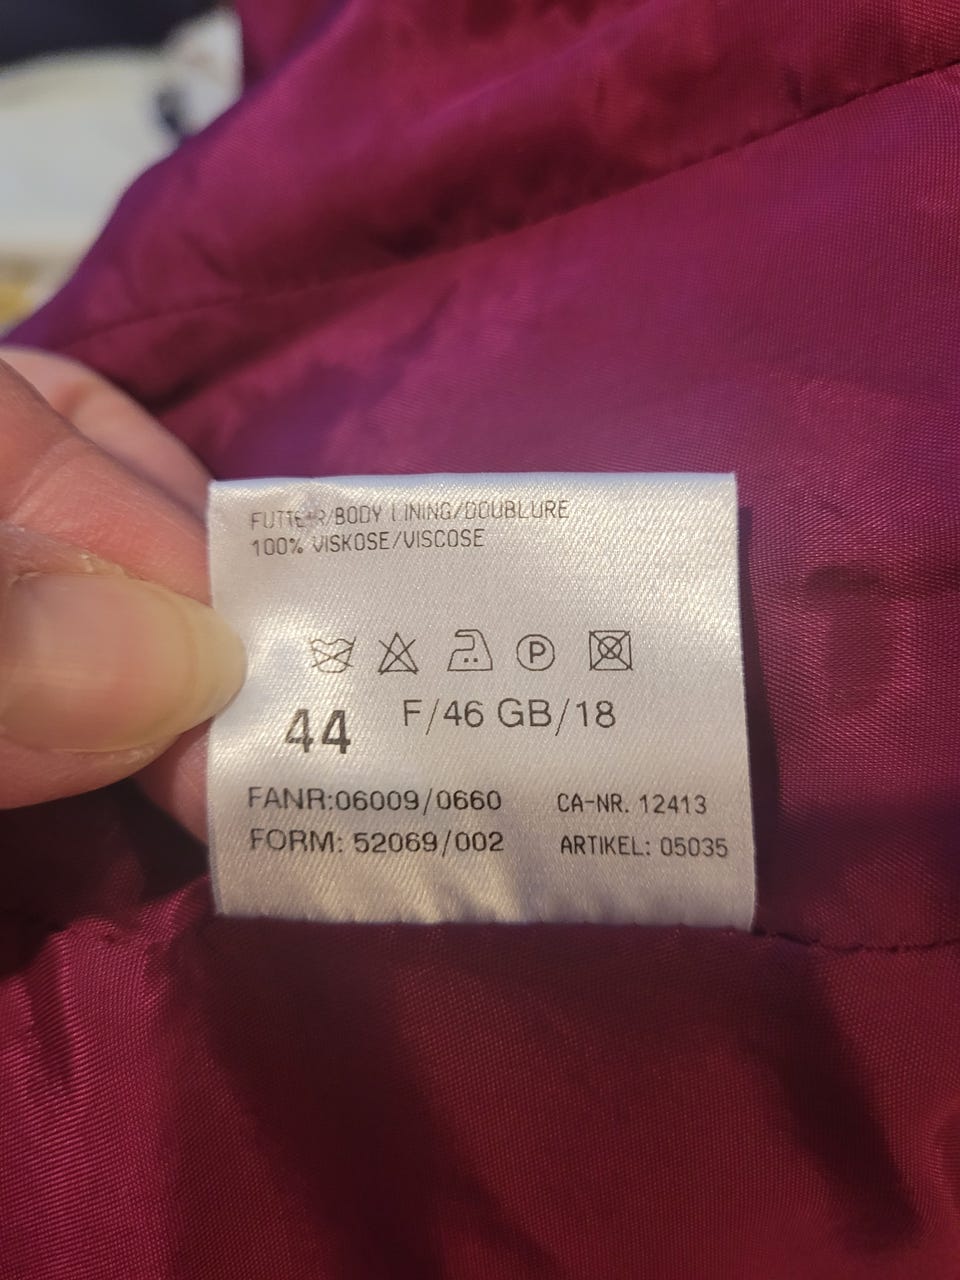 FUTTER/BODY LINING/DOUBLURE
100% VISKOSE/VISCOSE
P
44 F/46 GB/18
FANR:06009/0660 CA-NR. 12413
FORM: 52069/002 ARTIKEL: 05035